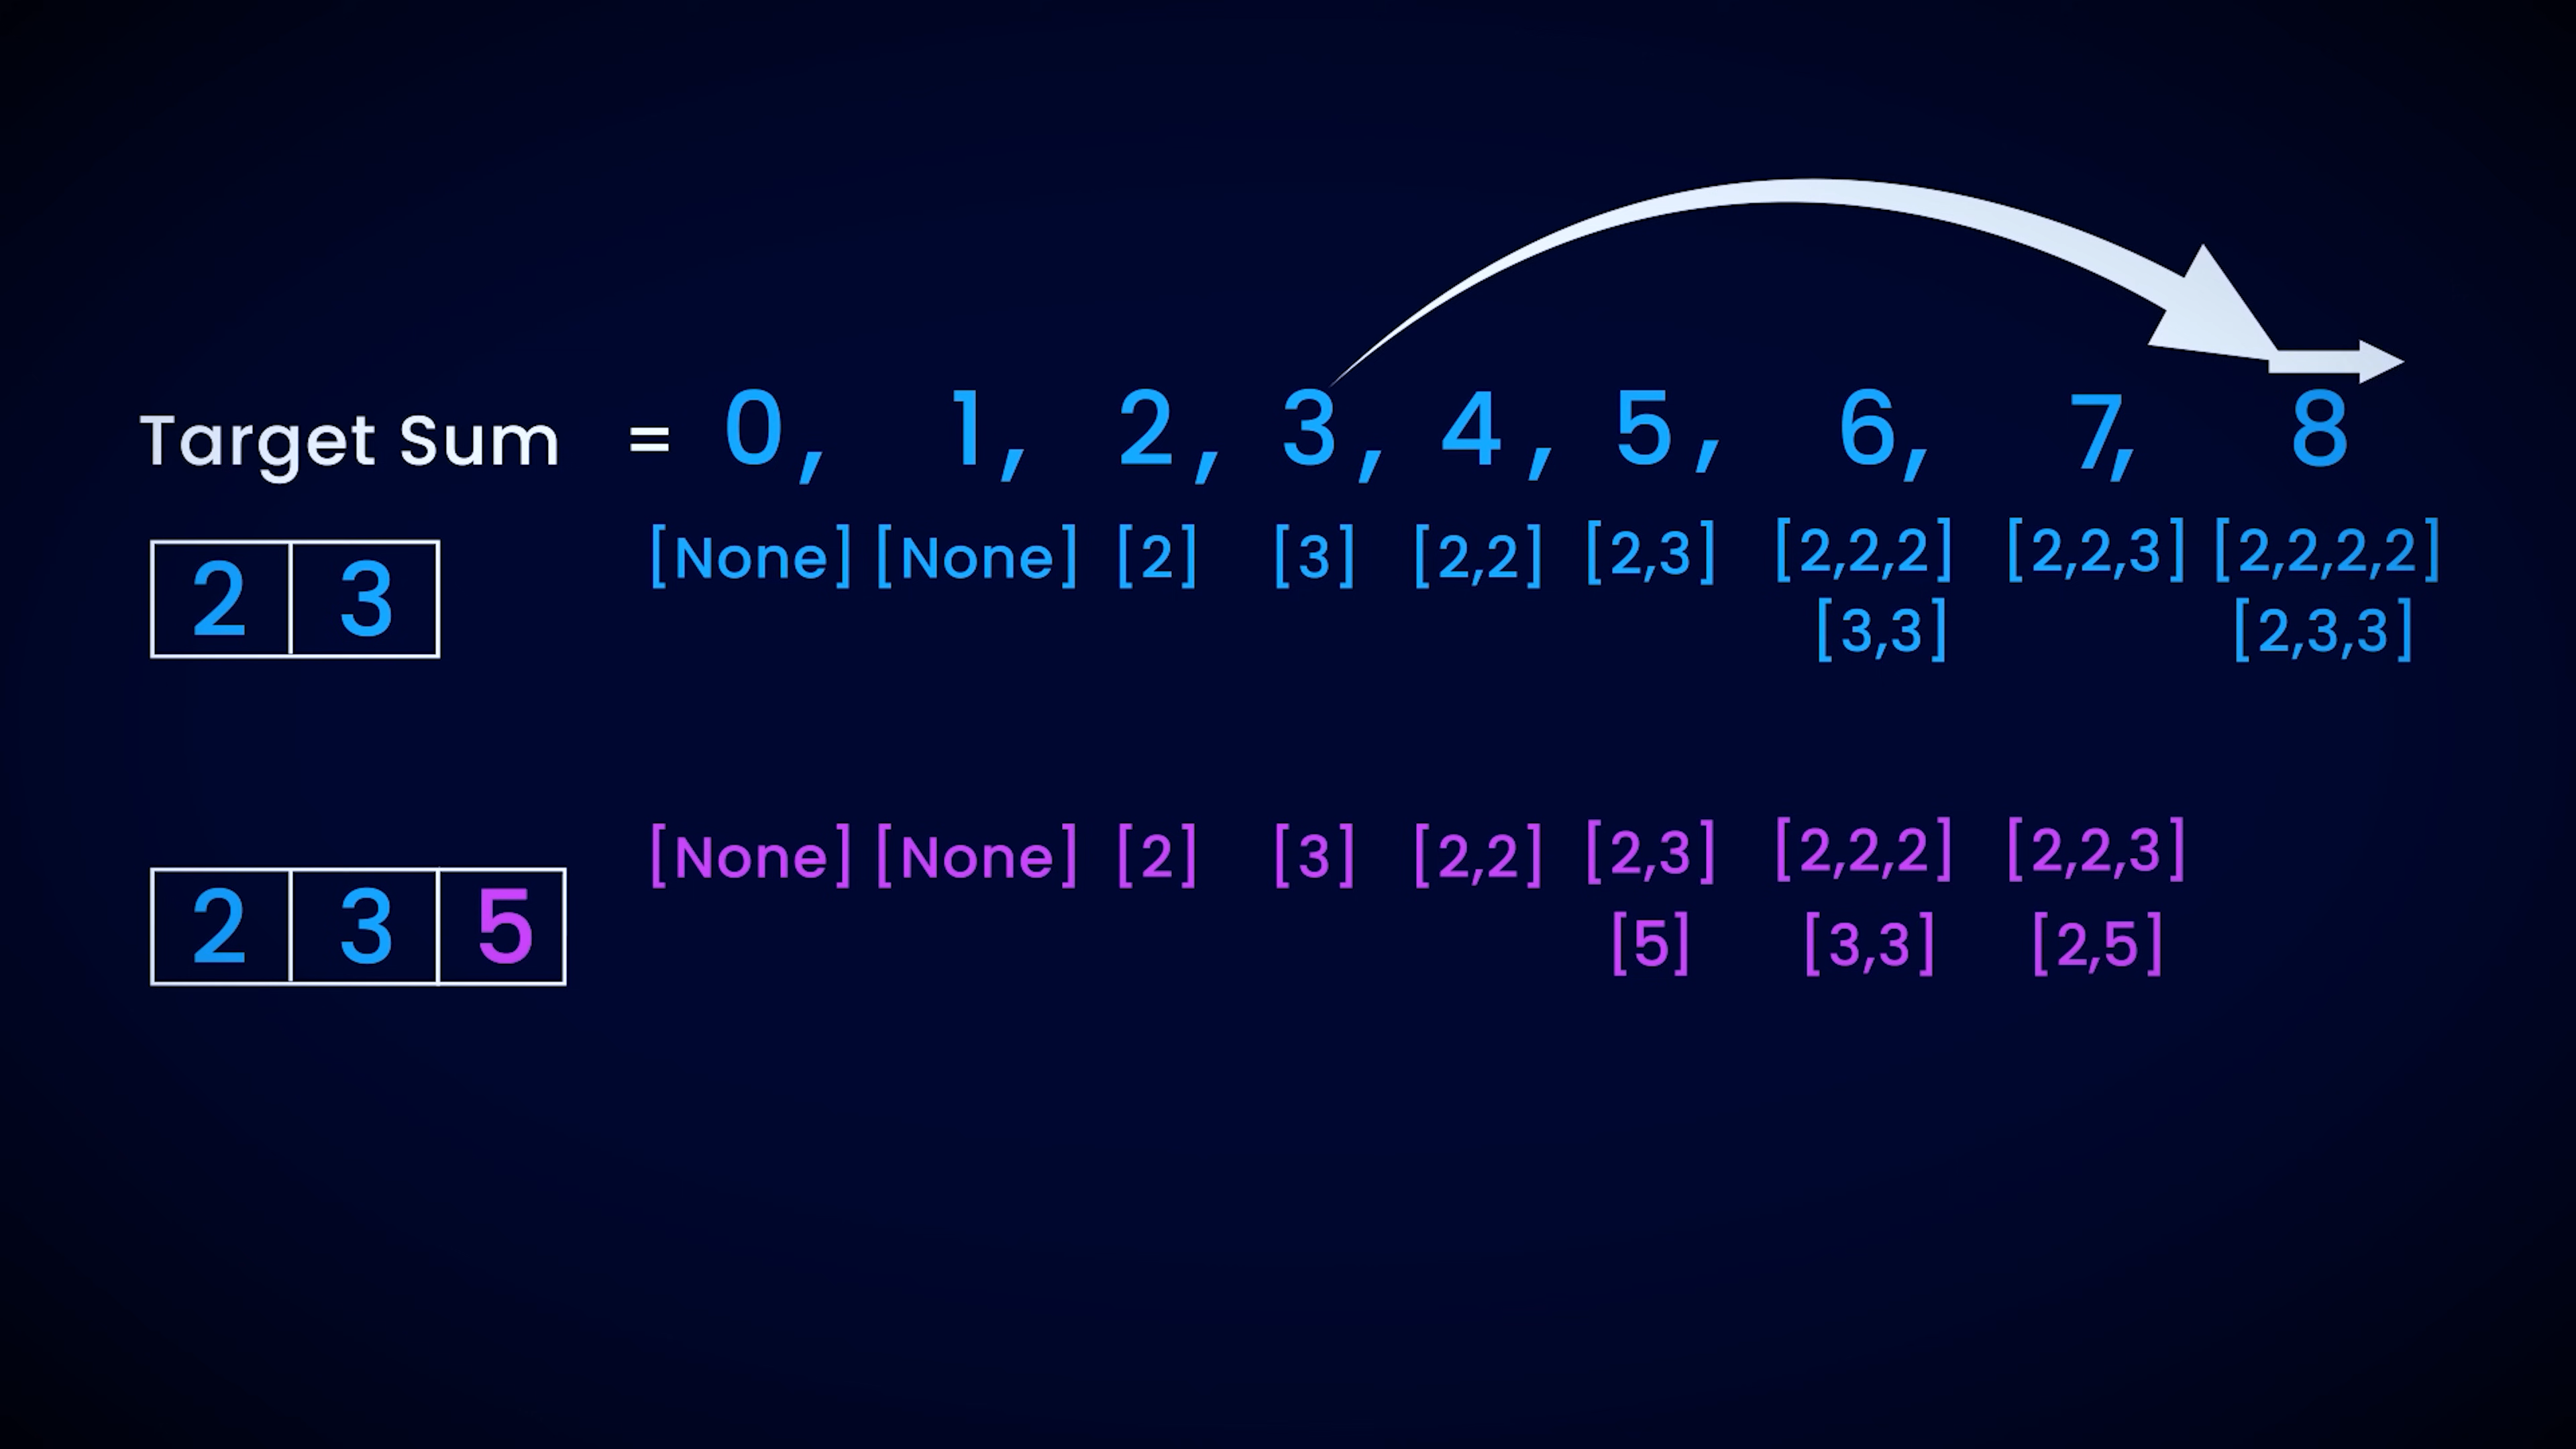 Target Sum = 0, 1, 2, 3, 4, 5, 6, 7, 8
2 3 [None] [None] [2] [3] [2,2] [2,3] [2,2,2] [2,2,3] [2,2,2,2]
[3,3] [2,3,3]
2 3 5 [None] [None] [2] [3] [2,2] [2,3] [2,2,2] [2,2,3]
[5] [3,3] [2,5]